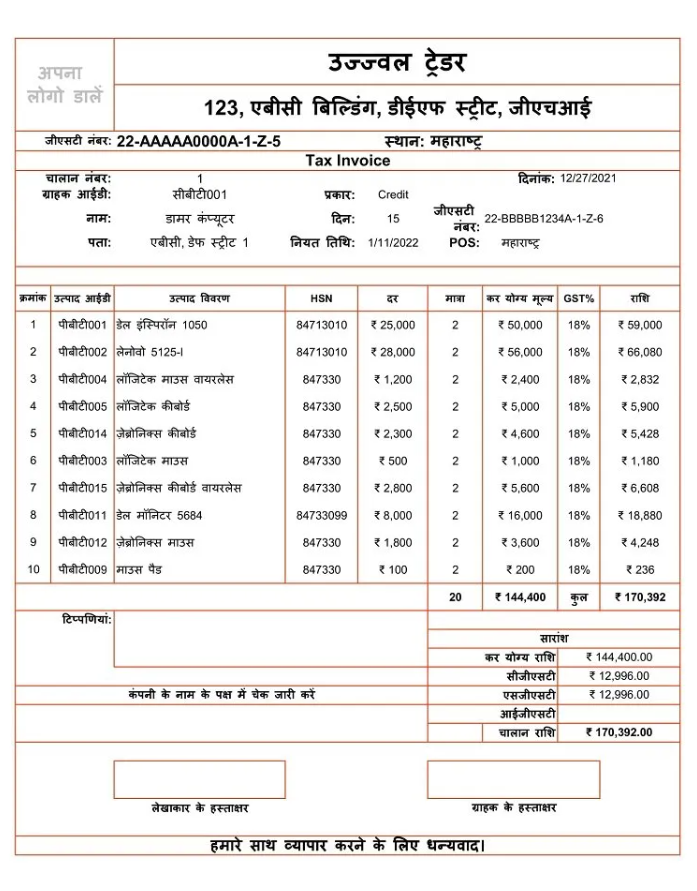 अपना
लोगो डालें
उज्ज्वल ट्रेडर
123, एबीसी बिल्डिंग, डीईएफ स्ट्रीट, जीएचआई
जीएसटी नंबर: 22-AAAAA0000A-1-Z-5 स्थान: महाराष्ट्र
Tax Invoice
चालान नंबर: 1 दिनांक: 12/27/2021
ग्राहक आईडी: सीबीटी001 प्रकार: Credit
नाम: डामर कंप्यूटर दिन: 15 जीएसटी नंबर: 22-BBBBB1234A-1-Z-6
पता: एबीसी, डेफ स्ट्रीट 1 नियत तिथि: 1/11/2022 POS: महाराष्ट्र
क्रमांक उत्पाद आईडी उत्पाद विवरण HSN दर मात्रा कर योग्य मूल्य GST% राशि
1 पीबीटी001 डेल इंस्पिरॉन 1050 84713010 ₹ 25,000 2 ₹ 50,000 18% ₹ 59,000
2 पीबीटी002 लेनोवो 5125-I 84713010 ₹ 28,000 2 ₹ 56,000 18% ₹ 66,080
3 पीबीटी004 लॉजिटेक माउस वायरलेस 847330 ₹ 1,200 2 ₹ 2,400 18% ₹ 2,832
4 पीबीटी005 लॉजिटेक कीबोर्ड 847330 ₹ 2,500 2 ₹ 5,000 18% ₹ 5,900
5 पीबीटी014 ज़ेब्रोनिक्स कीबोर्ड 847330 ₹ 2,300 2 ₹ 4,600 18% ₹ 5,428
6 पीबीटी003 लॉजिटेक माउस 847330 ₹ 500 2 ₹ 1,000 18% ₹ 1,180
7 पीबीटी015 ज़ेब्रोनिक्स कीबोर्ड वायरलेस 847330 ₹ 2,800 2 ₹ 5,600 18% ₹ 6,608
8 पीबीटी011 डेल मॉनिटर 5684 84733099 ₹ 8,000 2 ₹ 16,000 18% ₹ 18,880
9 पीबीटी012 ज़ेब्रोनिक्स माउस 847330 ₹ 1,800 2 ₹ 3,600 18% ₹ 4,248
10 पीबीटी009 माउस पैड 847330 ₹ 100 2 ₹ 200 18% ₹ 236
20 ₹ 144,400 कुल ₹ 170,392
टिप्पणियां:
सारांश
कर योग्य राशि ₹ 144,400.00
सीजीएसटी ₹ 12,996.00
कंपनी के नाम के पक्ष में चेक जारी करें एसजीएसटी ₹ 12,996.00
आईजीएसटी
चालान राशि ₹ 170,392.00
लेखाकार के हस्ताक्षर ग्राहक के हस्ताक्षर
हमारे साथ व्यापार करने के लिए धन्यवाद।